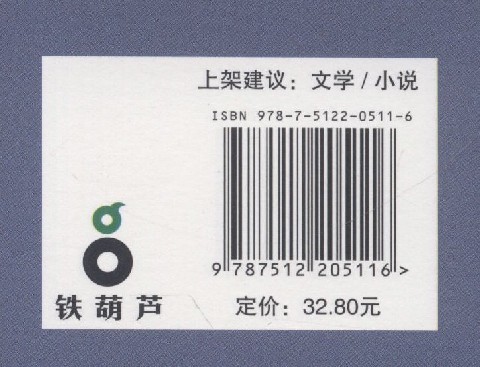 上架建议：文学 / 小说
ISBN 978-7-5122-0511-6
9 787512 205116 >
铁葫芦
定价：32.80元